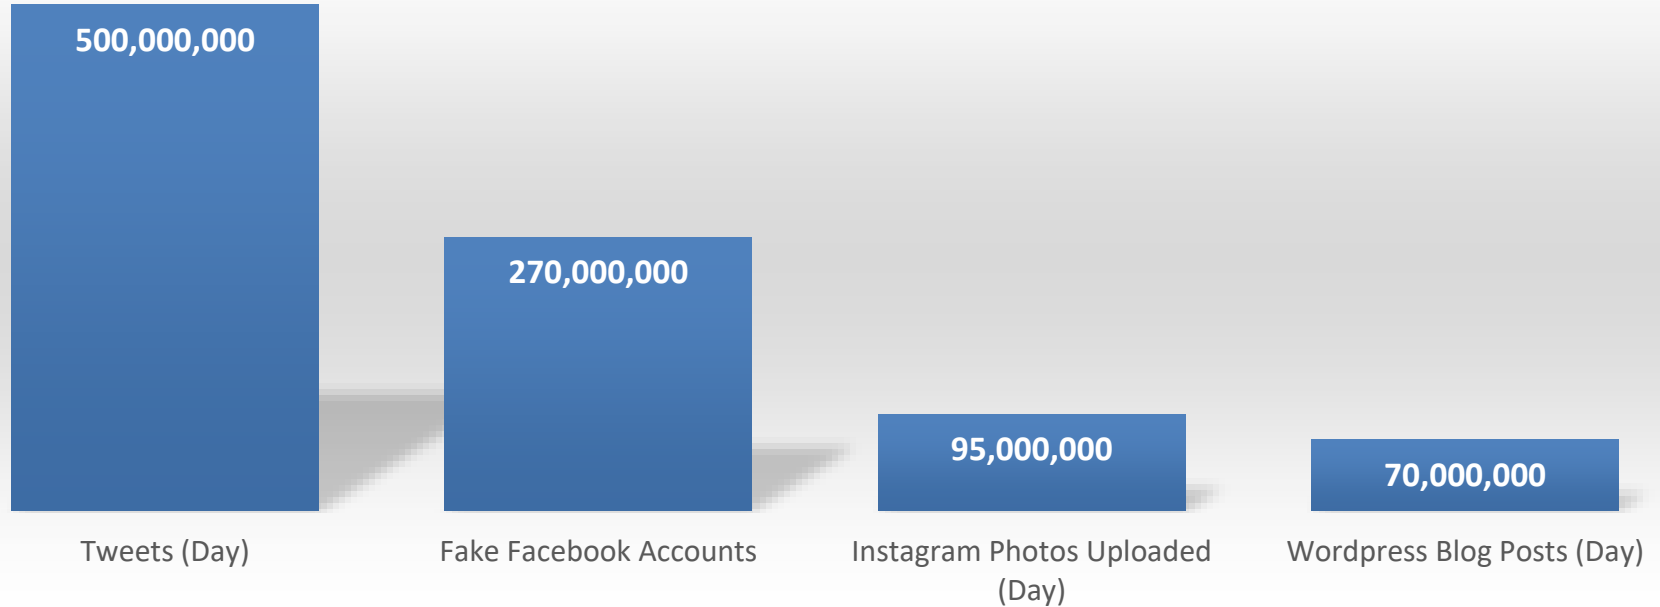 500,000,000
270,000,000
95,000,000
70,000,000
Tweets (Day)
Fake Facebook Accounts
Instagram Photos Uploaded
(Day)
Wordpress Blog Posts (Day)